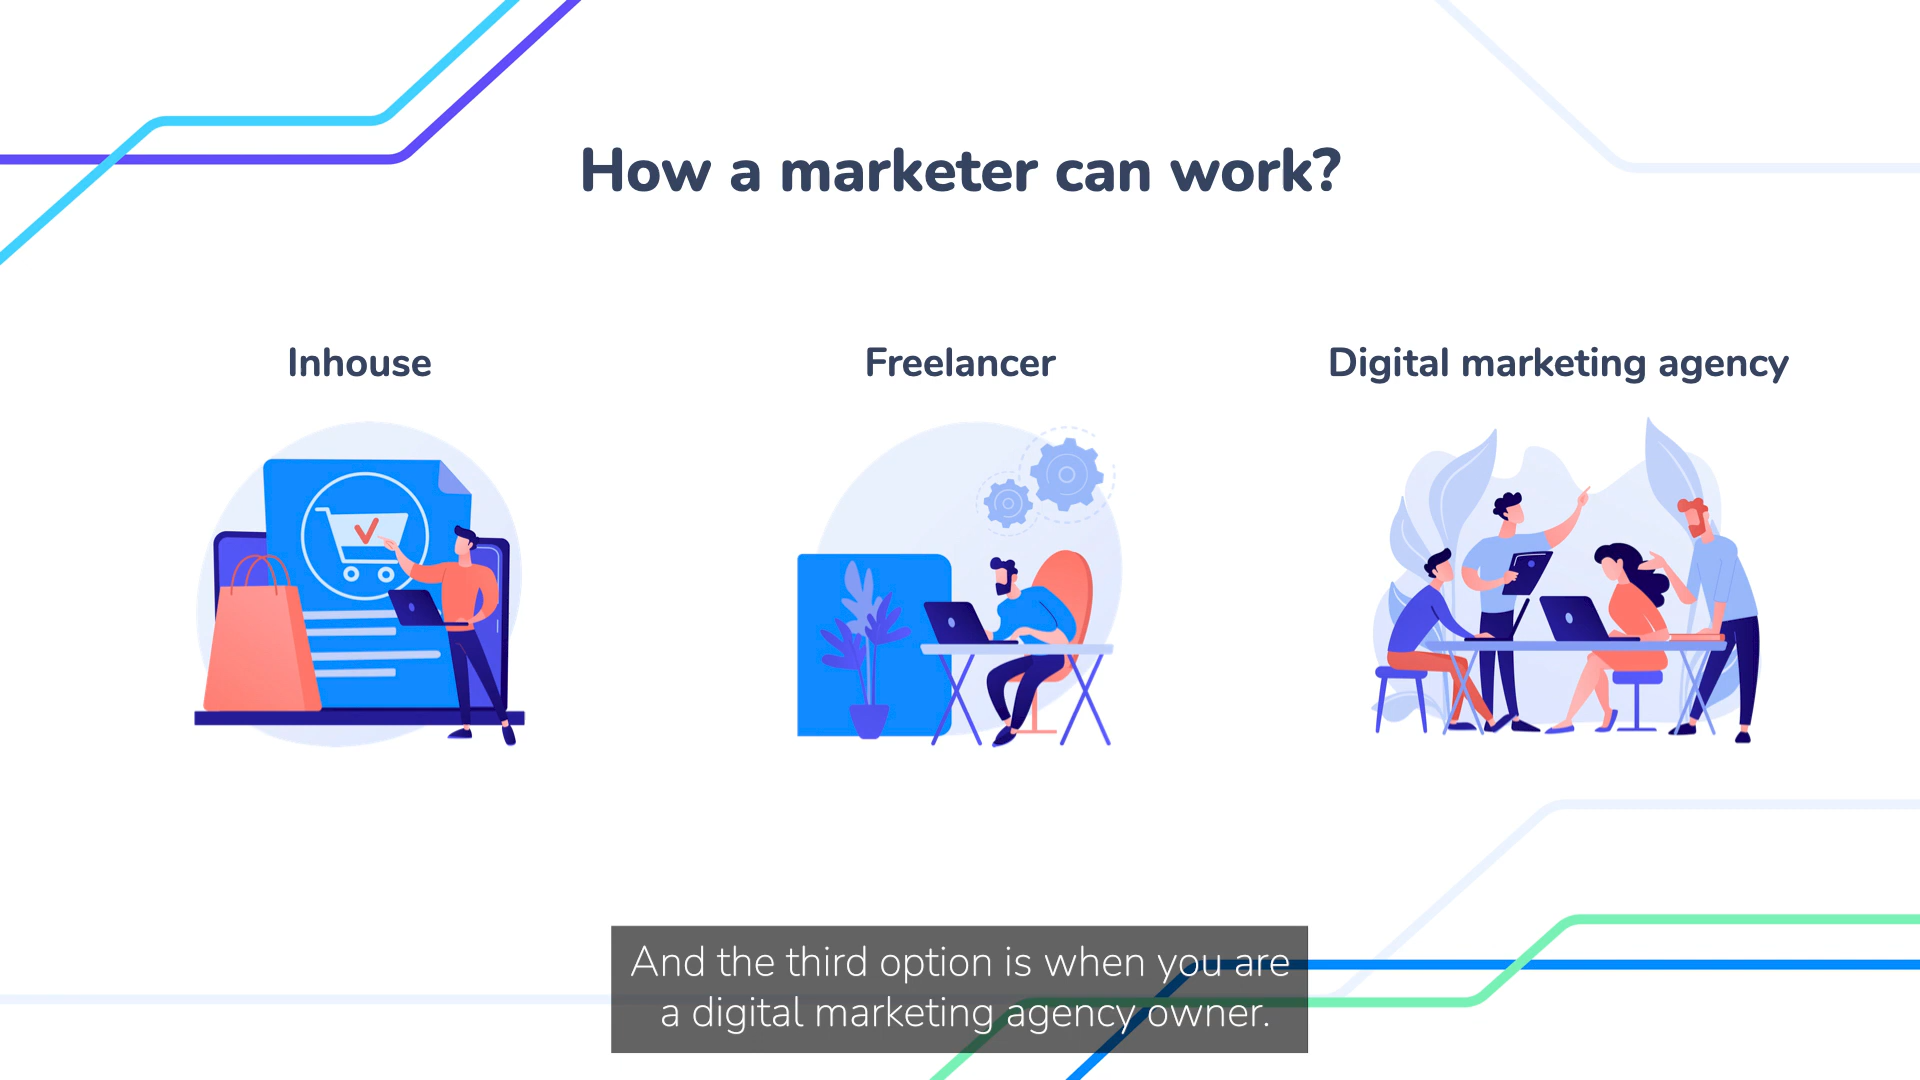 How a marketer can work?
Inhouse
Freelancer
Digital marketing agency
And the third option is when you are
a digital marketing agency owner.